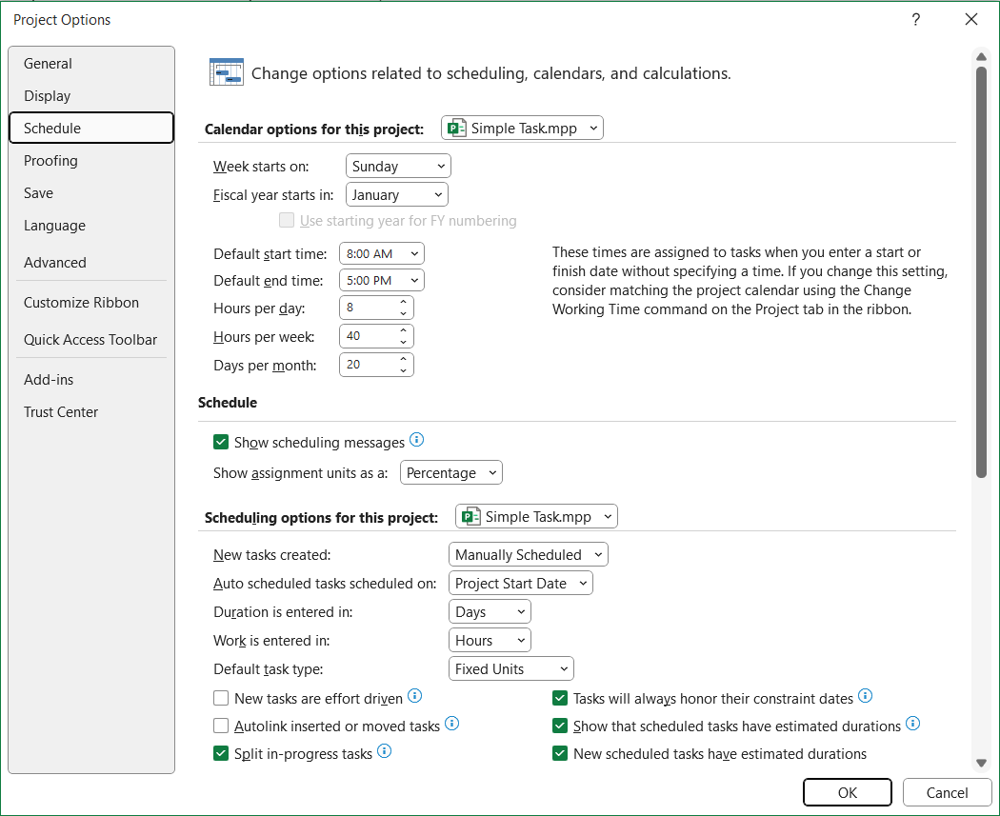 Project Options
?
General
Display
Schedule
Proofing
Save
Language
Advanced
Customize Ribbon
Quick Access Toolbar
Add-ins
Trust Center
Change options related to scheduling, calendars, and calculations.
Calendar options for this project: Simple Task.mpp
Week starts on: Sunday
Fiscal year starts in: January
Use starting year for FY numbering
Default start time: 8:00 AM
Default end time: 5:00 PM
Hours per day: 8
Hours per week: 40
Days per month: 20
These times are assigned to tasks when you enter a start or
finish date without specifying a time. If you change this setting,
consider matching the project calendar using the Change
Working Time command on the Project tab in the ribbon.
Schedule
Show scheduling messages
Show assignment units as a: Percentage
Scheduling options for this project: Simple Task.mpp
New tasks created: Manually Scheduled
Auto scheduled tasks scheduled on: Project Start Date
Duration is entered in: Days
Work is entered in: Hours
Default task type: Fixed Units
New tasks are effort driven
Autolink inserted or moved tasks
Split in-progress tasks
Tasks will always honor their constraint dates
Show that scheduled tasks have estimated durations
New scheduled tasks have estimated durations
OK
Cancel